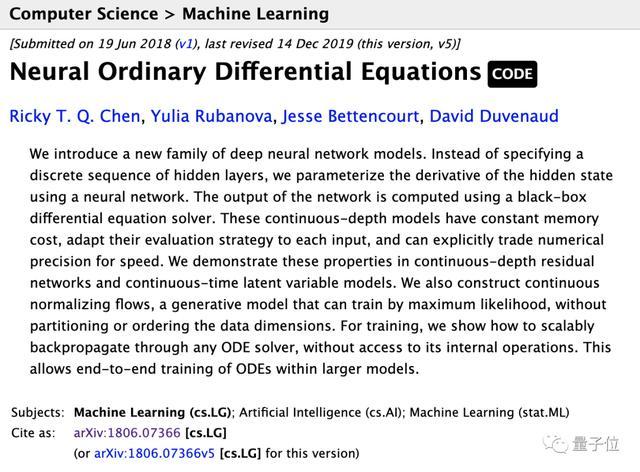 Computer Science > Machine Learning
[Submitted on 19 Jun 2018 (v1), last revised 14 Dec 2019 (this version, v5)]
Neural Ordinary Differential Equations CODE
Ricky T. Q. Chen, Yulia Rubanova, Jesse Bettencourt, David Duvenaud
We introduce a new family of deep neural network models. Instead of specifying a
discrete sequence of hidden layers, we parameterize the derivative of the hidden state
using a neural network. The output of the network is computed using a black-box
differential equation solver. These continuous-depth models have constant memory
cost, adapt their evaluation strategy to each input, and can explicitly trade numerical
precision for speed. We demonstrate these properties in continuous-depth residual
networks and continuous-time latent variable models. We also construct continuous
normalizing flows, a generative model that can train by maximum likelihood, without
partitioning or ordering the data dimensions. For training, we show how to scalably
backpropagate through any ODE solver, without access to its internal operations. This
allows end-to-end training of ODEs within larger models.
Subjects: Machine Learning (cs.LG); Artificial Intelligence (cs.AI); Machine Learning (stat.ML)
Cite as: arXiv:1806.07366 [cs.LG]
(or arXiv:1806.07366v5 [cs.LG] for this version)
量子位